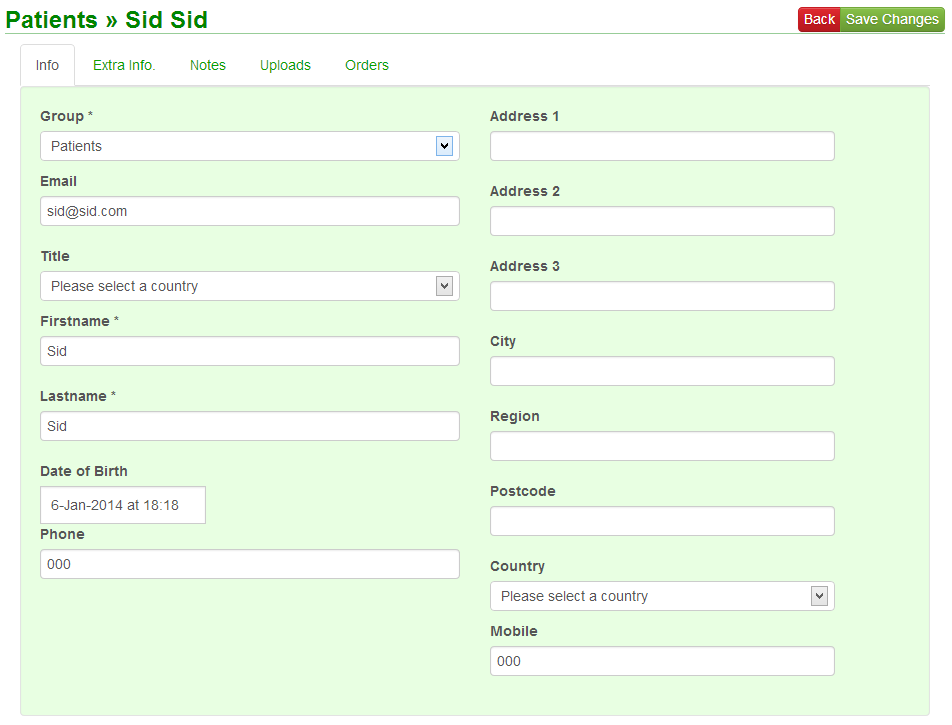 Patients » Sid Sid
Back Save Changes
Info Extra Info. Notes Uploads Orders
Group *
Patients
Email
sid@sid.com
Title
Please select a country
Firstname *
Sid
Lastname *
Sid
Date of Birth
6-Jan-2014 at 18:18
Phone
000
Address 1
Address 2
Address 3
City
Region
Postcode
Country
Please select a country
Mobile
000